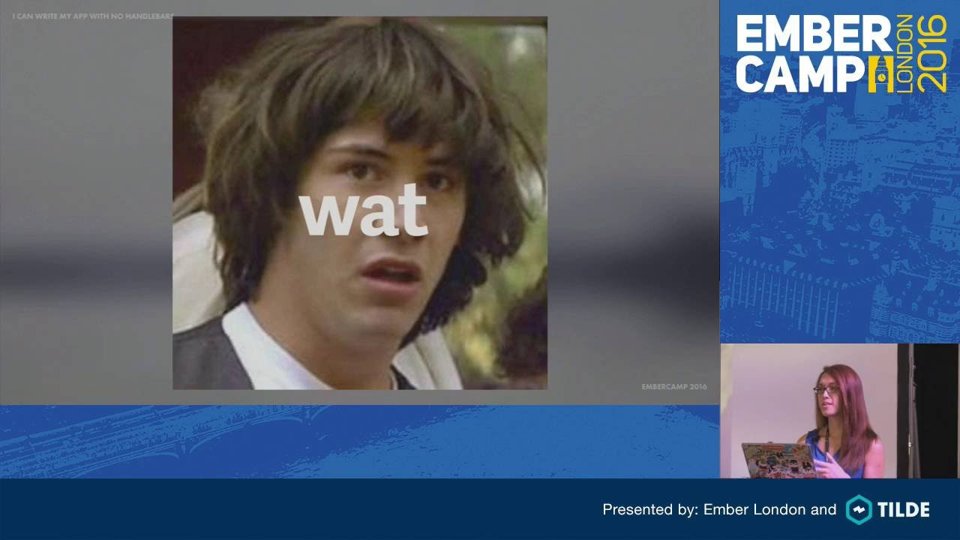 I CAN WRITE MY APP WITH NO HANDLEBARS
wat
EMBERCAMP 2016
EMBER
CAMP
LONDON
2016
Presented by: Ember London and TILDE